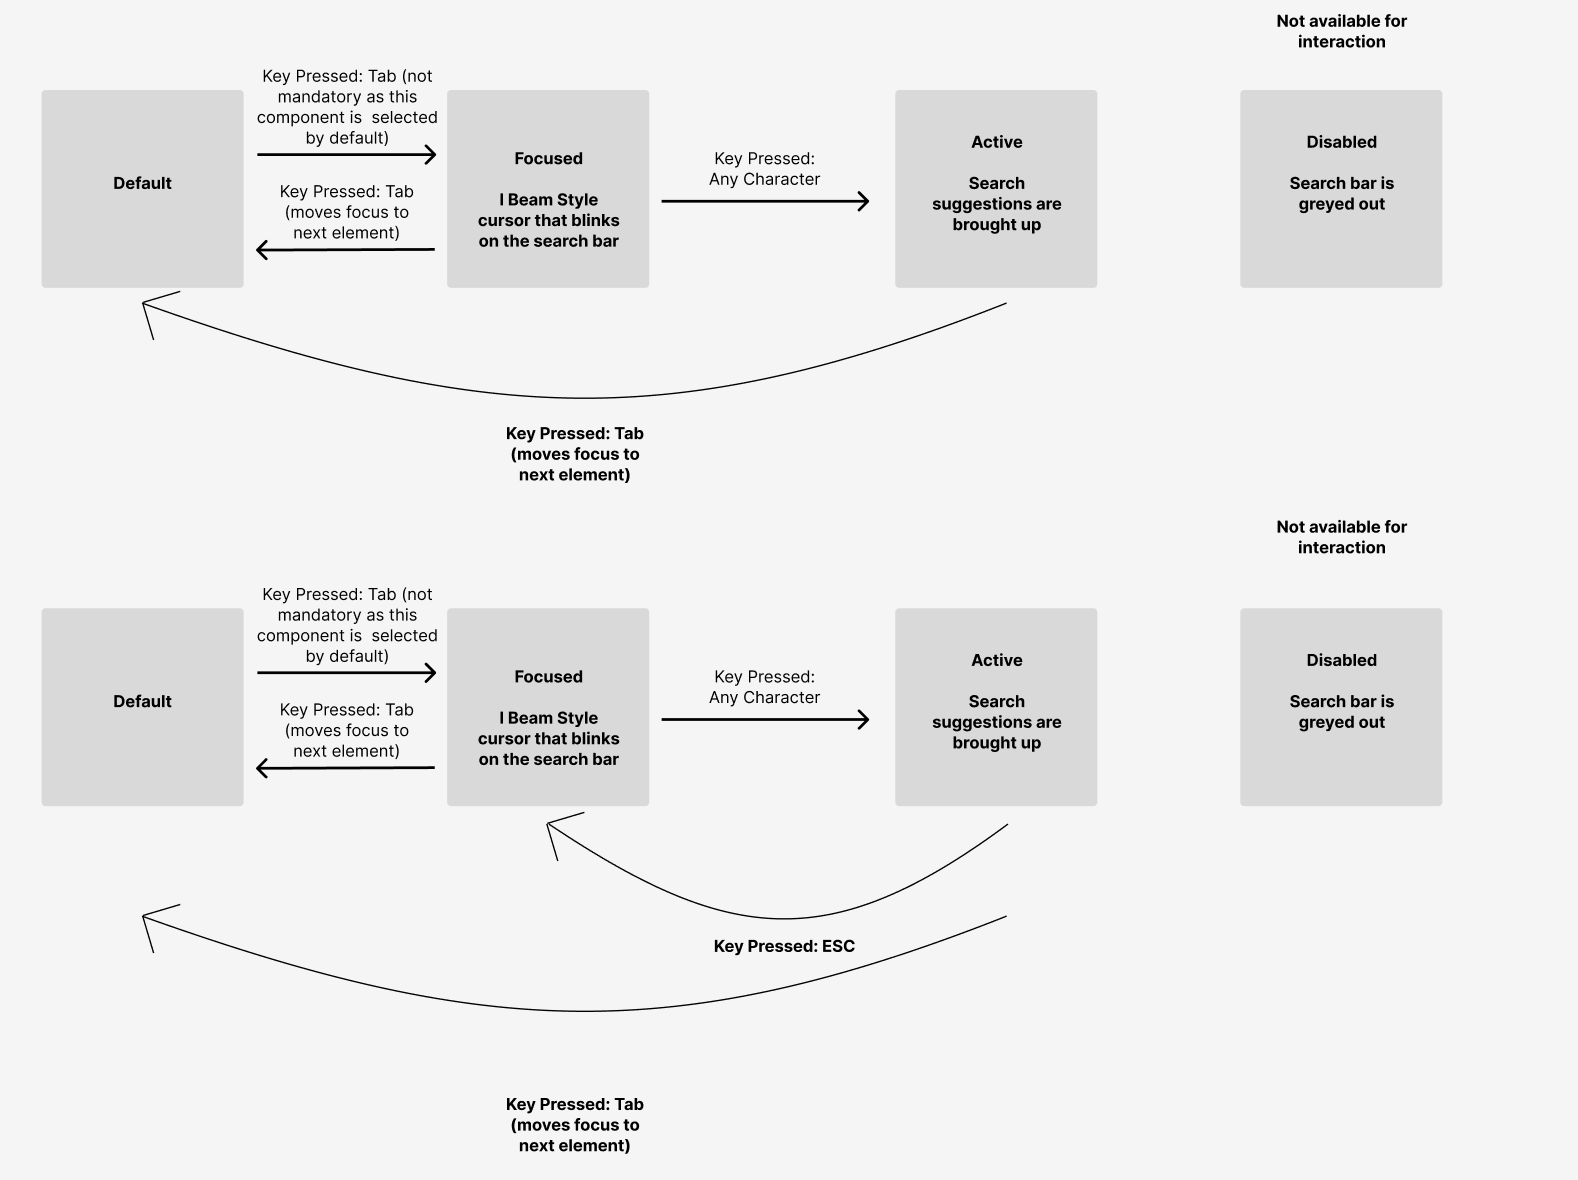 Not available for
interaction
Key Pressed: Tab (not
mandatory as this
component is selected
by default)
Default
Key Pressed: Tab
(moves focus to
next element)
Focused
I Beam Style
cursor that blinks
on the search bar
Key Pressed:
Any Character
Active
Search
suggestions are
brought up
Disabled
Search bar is
greyed out
Key Pressed: Tab
(moves focus to
next element)
Not available for
interaction
Key Pressed: Tab (not
mandatory as this
component is selected
by default)
Default
Key Pressed: Tab
(moves focus to
next element)
Focused
I Beam Style
cursor that blinks
on the search bar
Key Pressed:
Any Character
Active
Search
suggestions are
brought up
Disabled
Search bar is
greyed out
Key Pressed: ESC
Key Pressed: Tab
(moves focus to
next element)